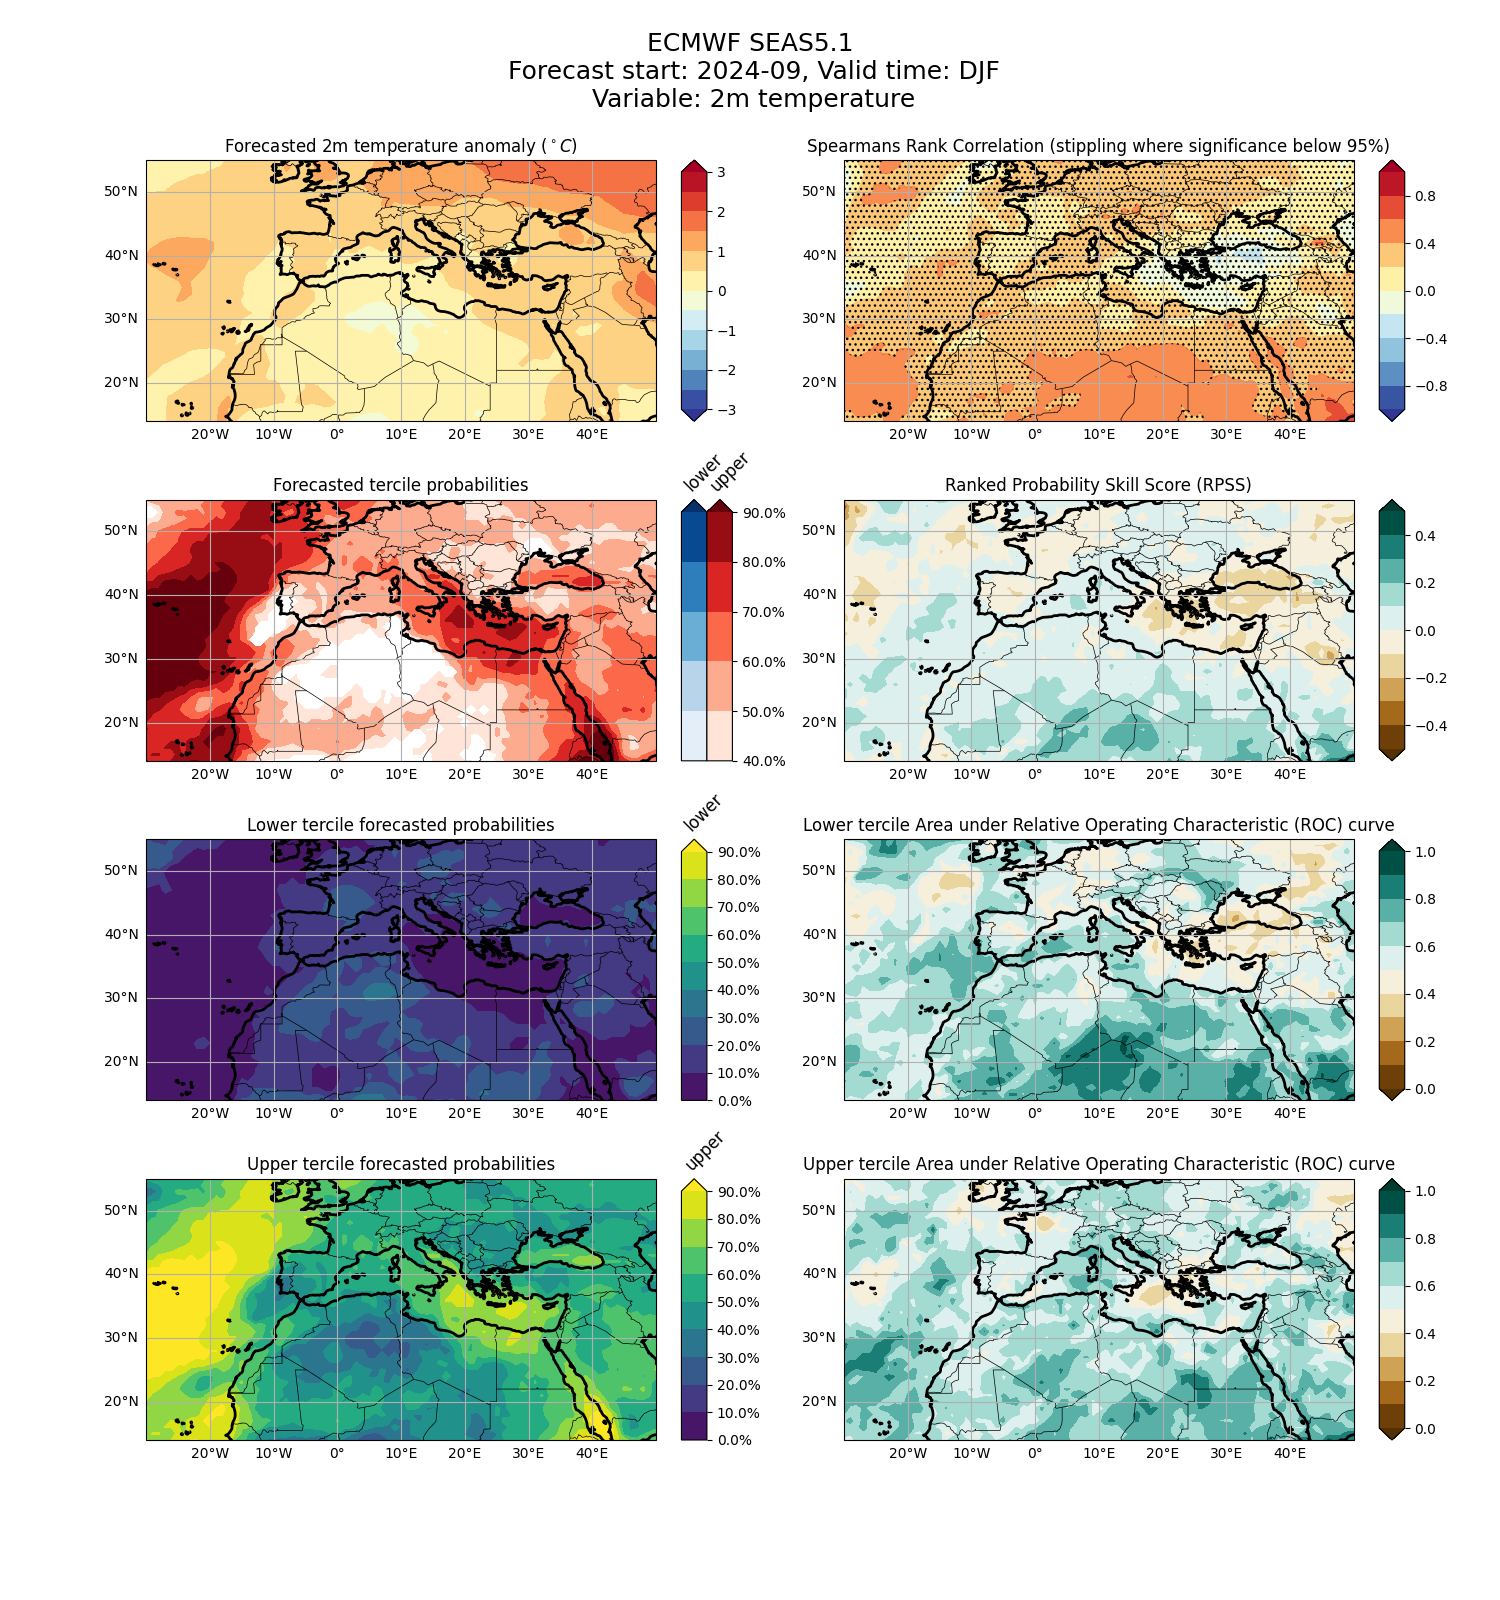 ECMWF SEAS5.1
Forecast start: 2024-09, Valid time: DJF
Variable: 2m temperature
Forecasted 2m temperature anomaly (°C)
50°N
40°N
30°N
20°N
20°W 10°W 0° 10°E 20°E 30°E 40°E
3
2
1
0
−1
−2
−3
Spearmans Rank Correlation (stippling where significance below 95%)
50°N
40°N
30°N
20°N
20°W 10°W 0° 10°E 20°E 30°E 40°E
0.8
0.4
0.0
−0.4
−0.8
Forecasted tercile probabilities
50°N
40°N
30°N
20°N
20°W 10°W 0° 10°E 20°E 30°E 40°E
lower
upper
90.0%
80.0%
70.0%
60.0%
50.0%
40.0%
Ranked Probability Skill Score (RPSS)
50°N
40°N
30°N
20°N
20°W 10°W 0° 10°E 20°E 30°E 40°E
0.4
0.2
0.0
−0.2
−0.4
Lower tercile forecasted probabilities
50°N
40°N
30°N
20°N
20°W 10°W 0° 10°E 20°E 30°E 40°E
lower
90.0%
80.0%
70.0%
60.0%
50.0%
40.0%
30.0%
20.0%
10.0%
0.0%
Lower tercile Area under Relative Operating Characteristic (ROC) curve
50°N
40°N
30°N
20°N
20°W 10°W 0° 10°E 20°E 30°E 40°E
1.0
0.8
0.6
0.4
0.2
0.0
Upper tercile forecasted probabilities
50°N
40°N
30°N
20°N
20°W 10°W 0° 10°E 20°E 30°E 40°E
upper
90.0%
80.0%
70.0%
60.0%
50.0%
40.0%
30.0%
20.0%
10.0%
0.0%
Upper tercile Area under Relative Operating Characteristic (ROC) curve
50°N
40°N
30°N
20°N
20°W 10°W 0° 10°E 20°E 30°E 40°E
1.0
0.8
0.6
0.4
0.2
0.0